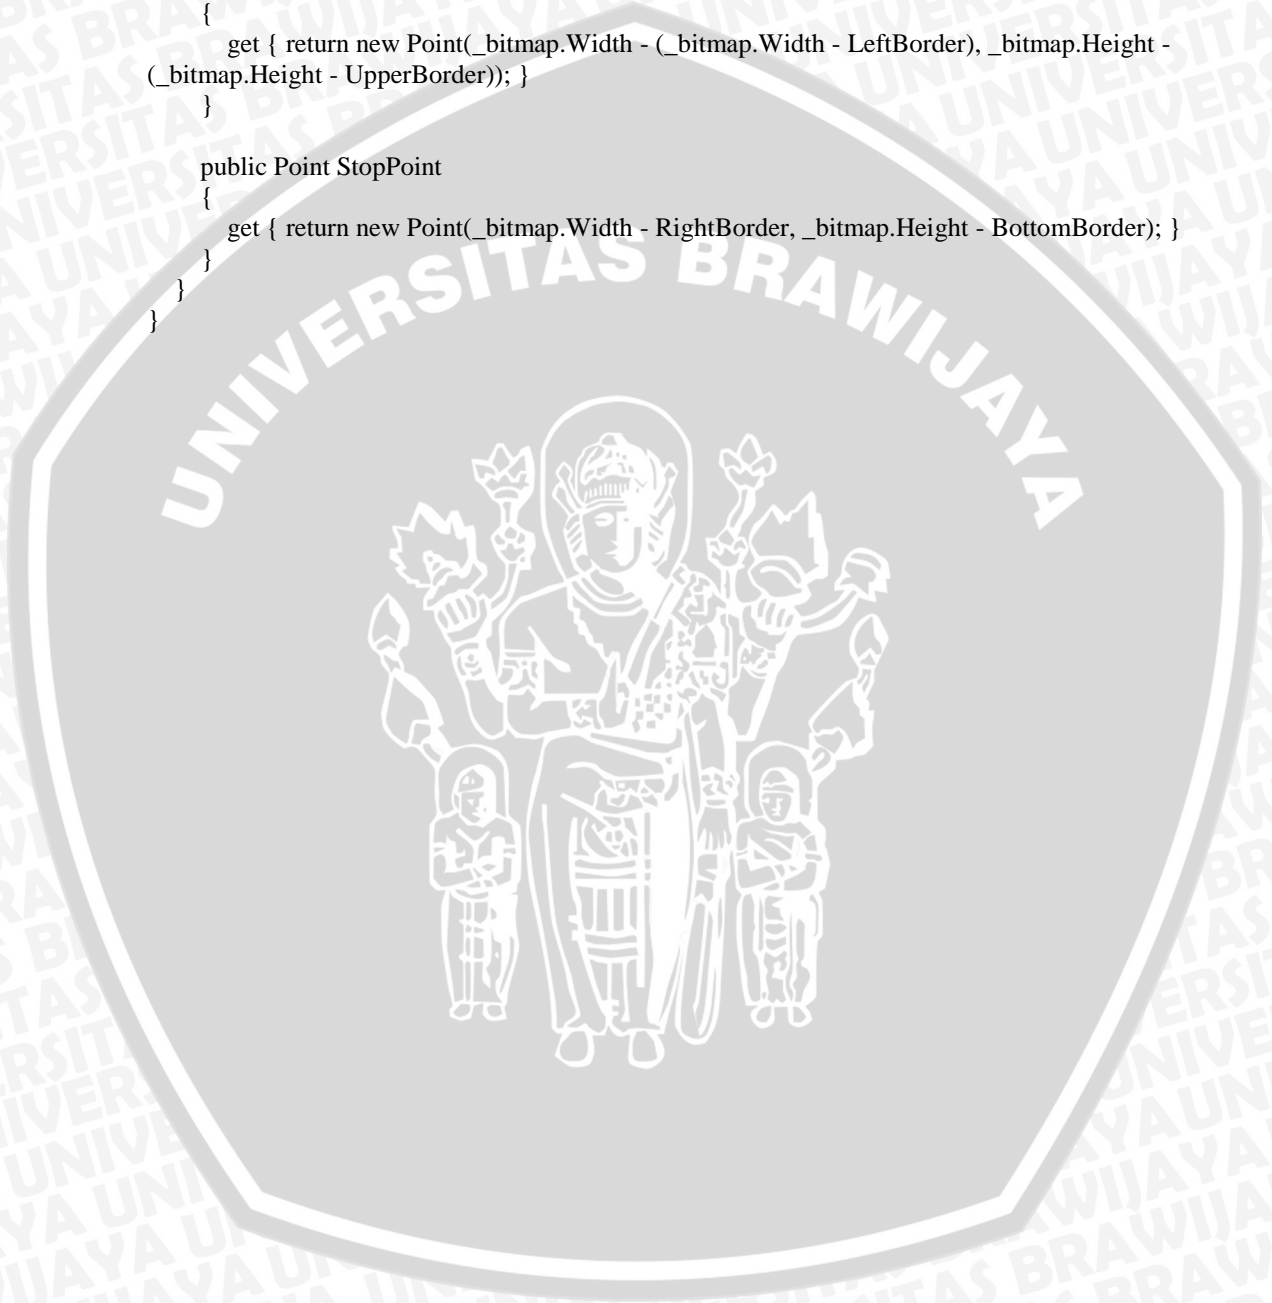 {
get { return new Point(_bitmap.Width - (_bitmap.Width - LeftBorder), _bitmap.Height -
(_bitmap.Height - UpperBorder)); }
}
public Point StopPoint
{
get { return new Point(_bitmap.Width - RightBorder, _bitmap.Height - BottomBorder); }
}
}
}
UNIVERSITAS BRAWIJAYA